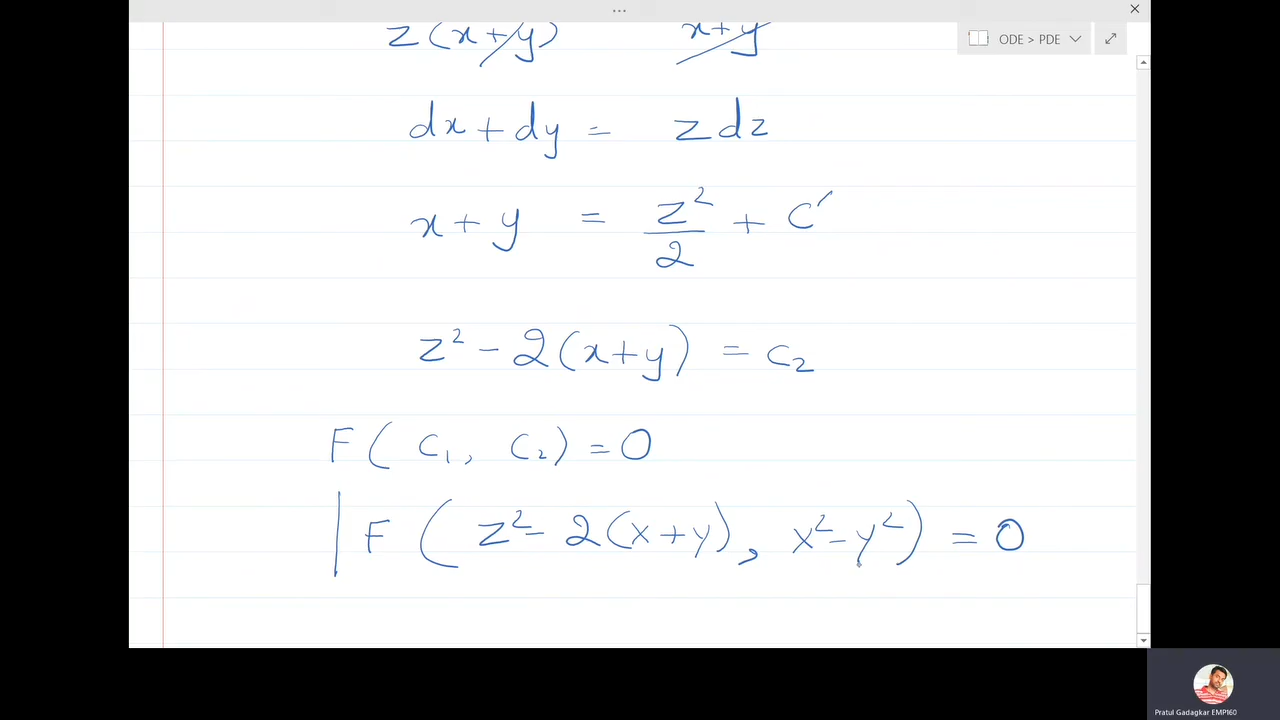 z(x+y) x+y
ODE > PDE
dx + dy = z dz
x + y = z²/2 + c′
z² − 2(x+y) = c₂
F( c₁, c₂) = 0
F ( z² − 2(x+y), x² − y² ) = 0
Pratul Gadagkar EMP160